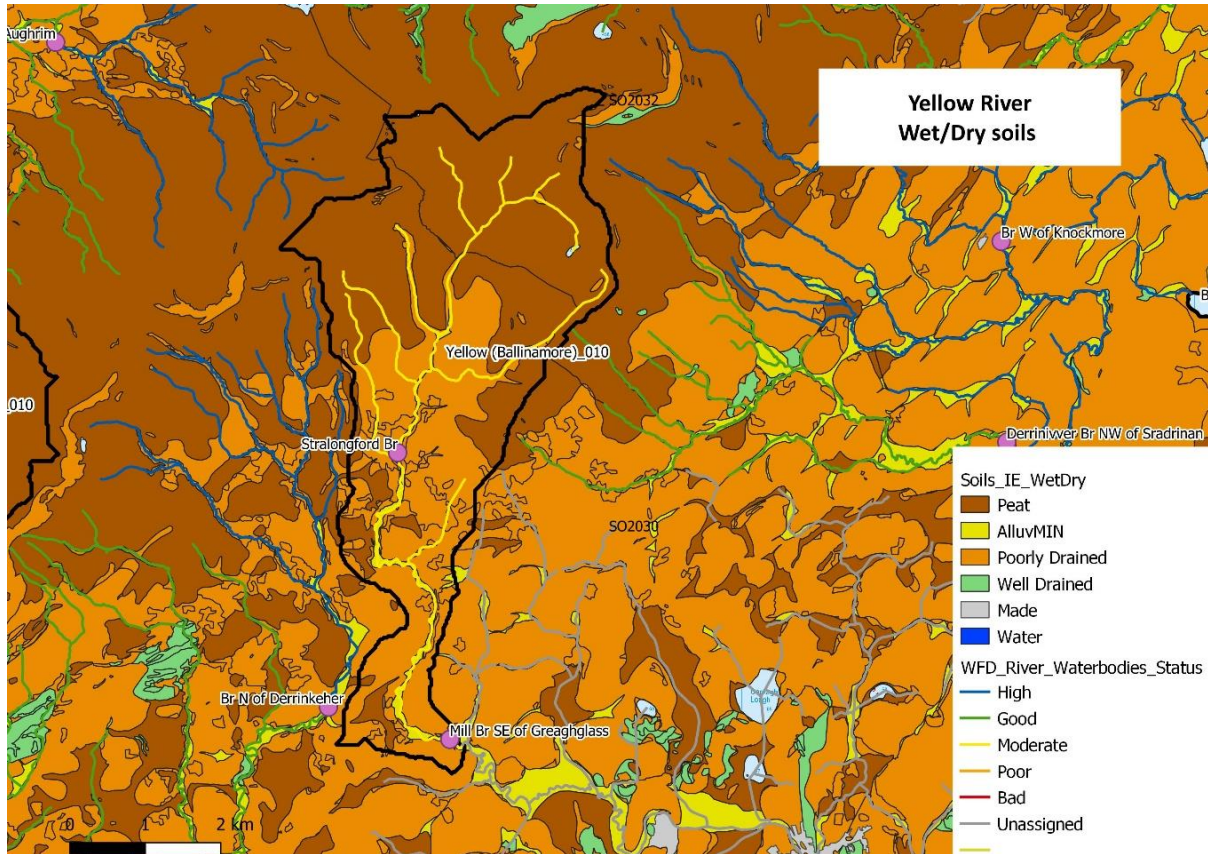 Aughrim
SO2032
Yellow River
Wet/Dry soils
Br W of Knockmore
B
Yellow (Ballinamore)_010
_010
Stralongford Br
Derrinivver Br NW of Sradrinan
SO2030
Soils_IE_WetDry
Peat
AlluvMIN
Poorly Drained
Well Drained
Made
Water
WFD_River_Waterbodies_Status
High
Good
Moderate
Poor
Bad
Unassigned
Br N of Derrinkeher
Mill Br SE of Greaghglass
Lough
0 1 2 km